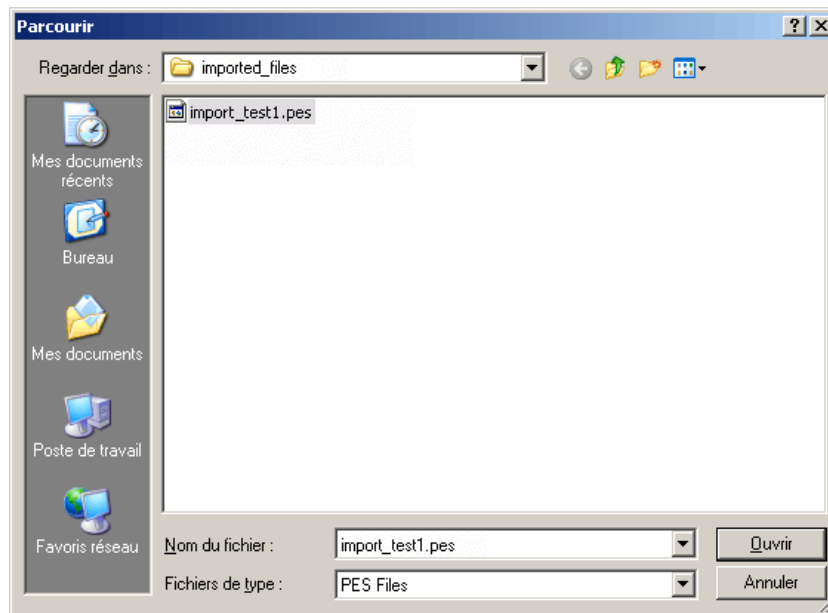 Parcourir
Regarder dans :
imported_files
import_test1.pes
Mes documents
récents
Bureau
Mes documents
Poste de travail
Favoris réseau
Nom du fichier :
import_test1.pes
Ouvrir
Fichiers de type :
PES Files
Annuler